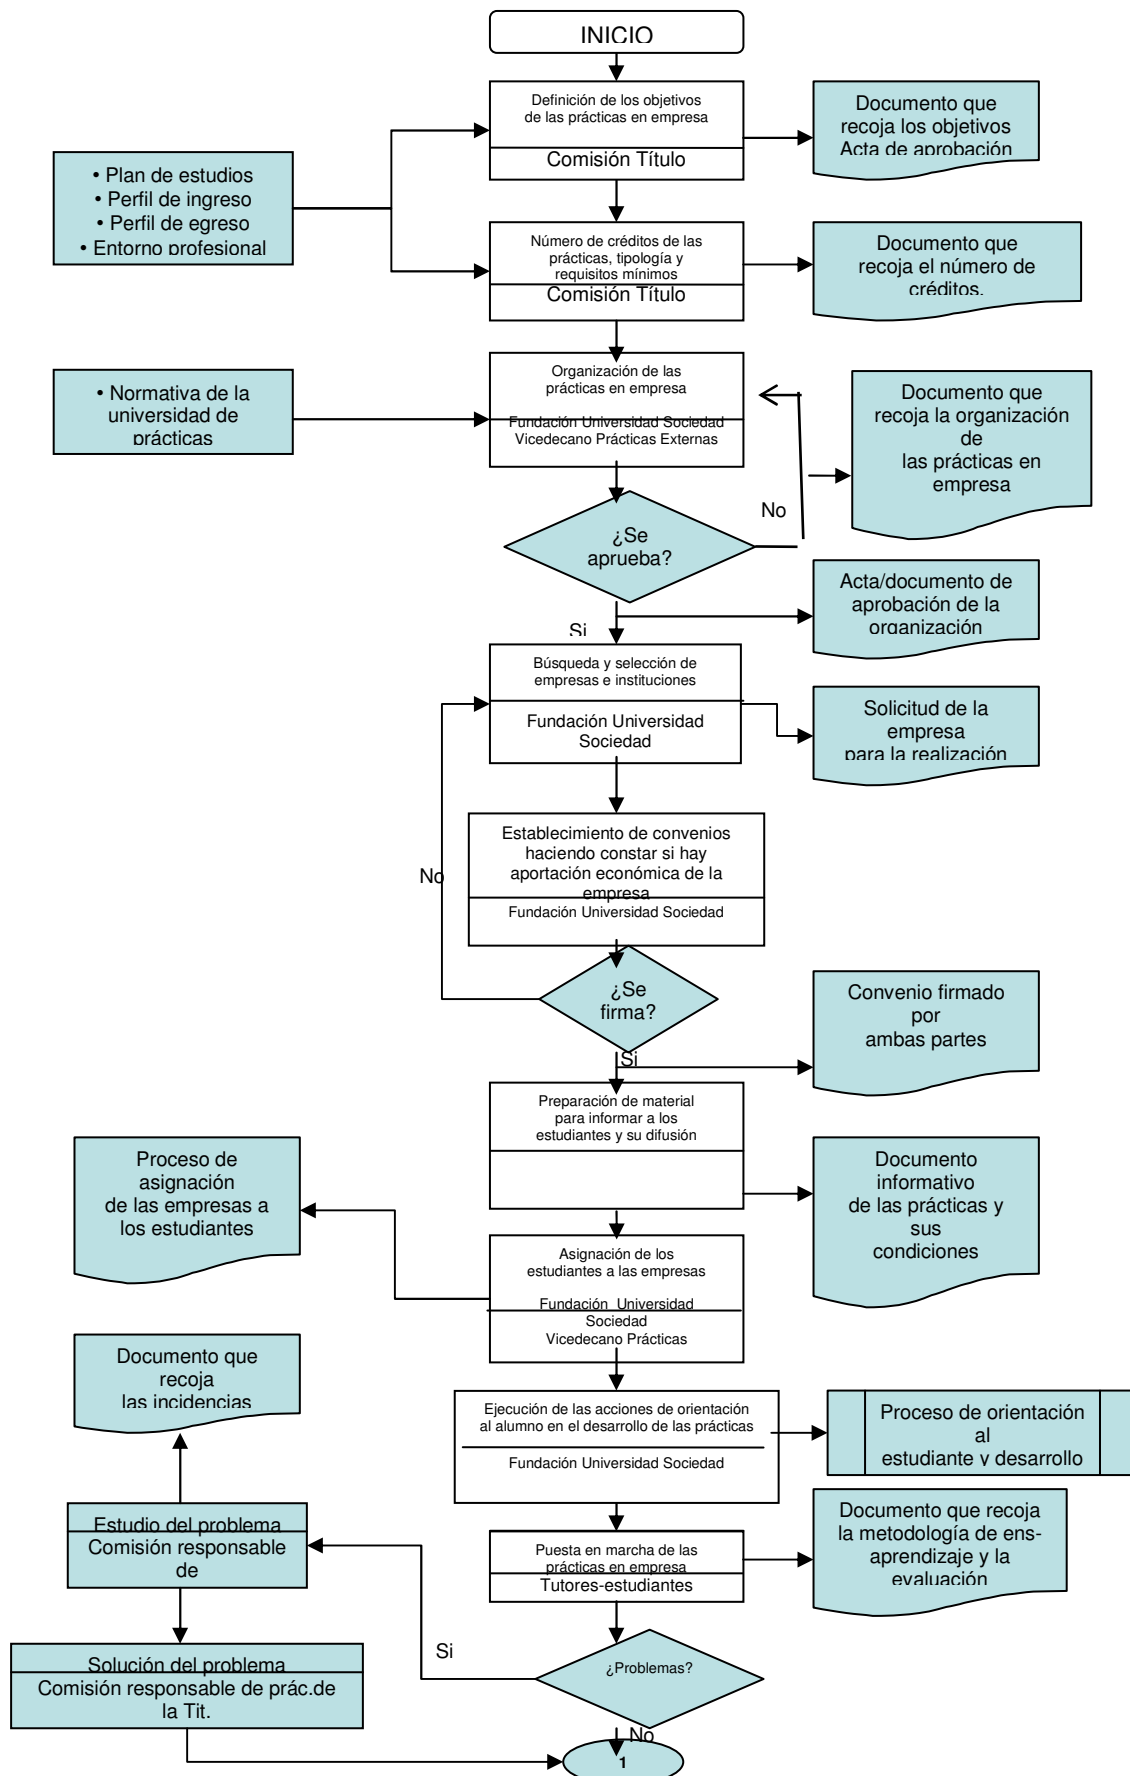 INICIO
Definición de los objetivos
de las prácticas en empresa
Comisión Título
Documento que
recoja los objetivos
Acta de aprobación
• Plan de estudios
• Perfil de ingreso
• Perfil de egreso
• Entorno profesional
Número de créditos de las
prácticas, tipología y
requisitos mínimos
Comisión Título
Documento que
recoja el número de
créditos.
• Normativa de la
universidad de
prácticas
Organización de las
prácticas en empresa
Fundación Universidad Sociedad
Vicedecano Prácticas Externas
Documento que
recoja la organización
de
las prácticas en
empresa
No
¿Se
aprueba?
Acta/documento de
aprobación de la
organización
Si
Búsqueda y selección de
empresas e instituciones
Fundación Universidad
Sociedad
Solicitud de la
empresa
para la realización
Establecimiento de convenios
haciendo constar si hay
aportación económica de la
empresa
Fundación Universidad Sociedad
No
¿Se
firma?
Convenio firmado
por
ambas partes
Si
Preparación de material
para informar a los
estudiantes y su difusión
Proceso de
asignación
de las empresas a
los estudiantes
Documento
informativo
de las prácticas y
sus
condiciones
Asignación de los
estudiantes a las empresas
Fundación Universidad
Sociedad
Vicedecano Prácticas
Documento que
recoja
las incidencias
Ejecución de las acciones de orientación
al alumno en el desarrollo de las prácticas
Fundación Universidad Sociedad
Proceso de orientación
al
estudiante y desarrollo
Estudio del problema
Comisión responsable
de
Puesta en marcha de las
prácticas en empresa
Tutores-estudiantes
Documento que recoja
la metodología de ens-
aprendizaje y la
evaluación
Si
¿Problemas?
Solución del problema
Comisión responsable de prác.de
la Tit.
No
1